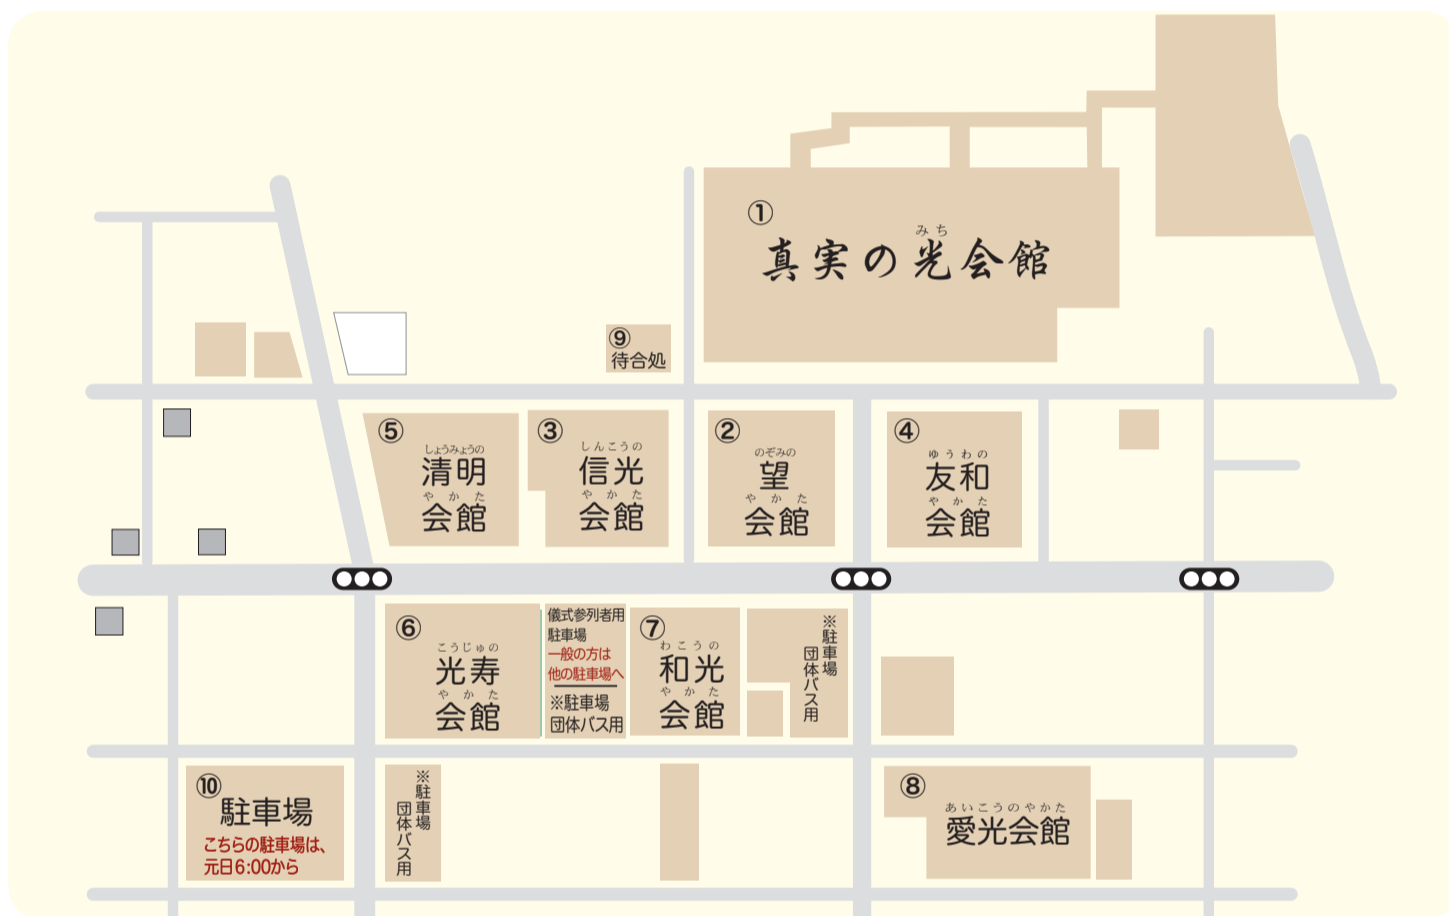 ①
みち
真実の光会館
⑨
待合処
⑤
しょうみょうの
清明
やかた
会館
③
しんこうの
信光
やかた
会館
②
のぞみの
望
やかた
会館
④
ゆうわの
友和
やかた
会館
⑥
こうじゅの
光寿
やかた
会館
儀式参列者用
駐車場
一般の方は
他の駐車場へ
※駐車場
団体バス用
⑦
わこうの
和光
やかた
会館
※駐車場
団体バス用
⑩
駐車場
こちらの駐車場は、
元日6:00から
※駐車場
団体バス用
⑧
あいこうのやかた
愛光会館